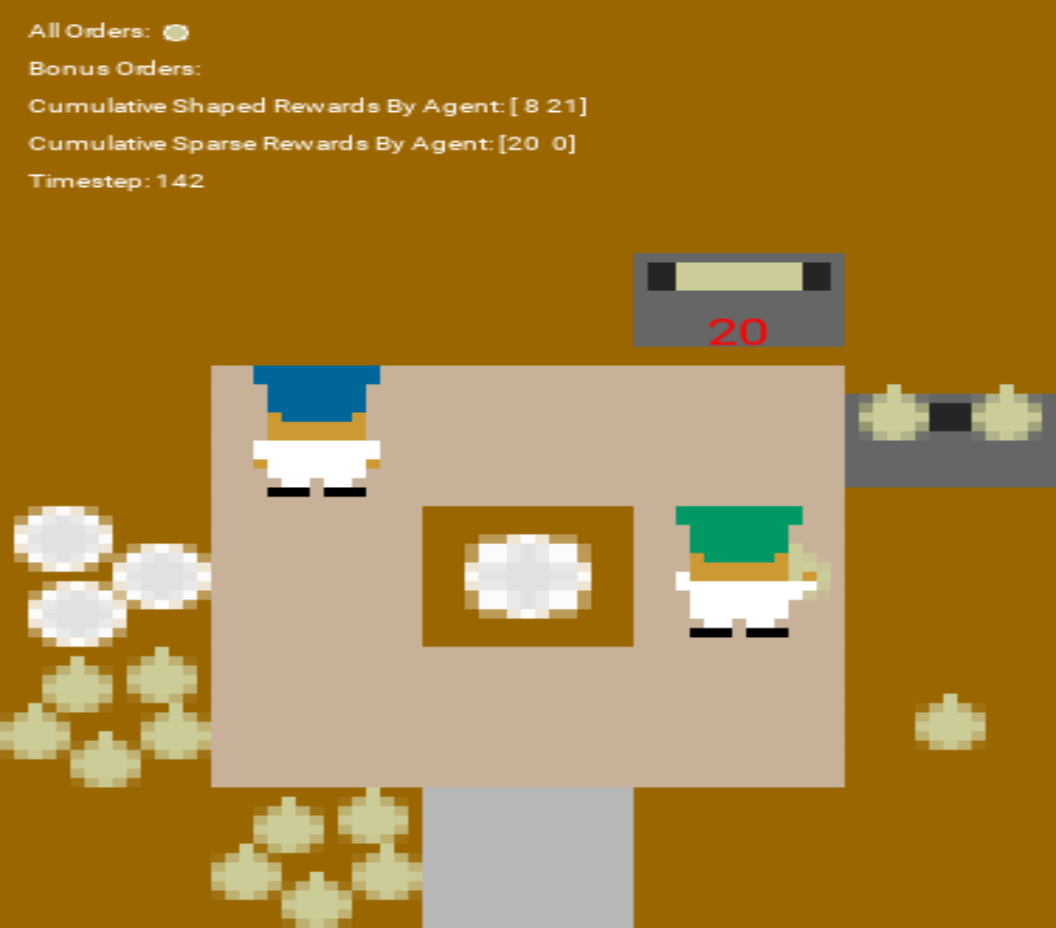 All Orders:
Bonus Orders:
Cumulative Shaped Rewards By Agent: [ 8 21]
Cumulative Sparse Rewards By Agent: [20  0]
Timestep: 142
20